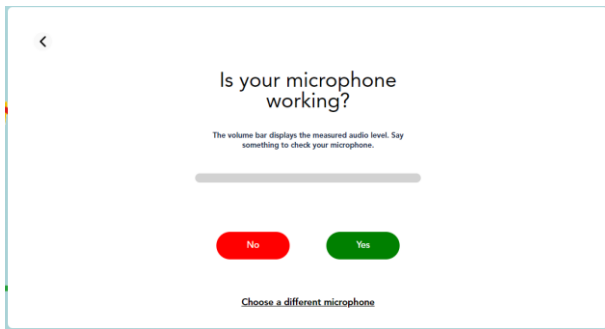 Is your microphone
working?
The volume bar displays the measured audio level. Say
something to check your microphone.
No
Yes
Choose a different microphone